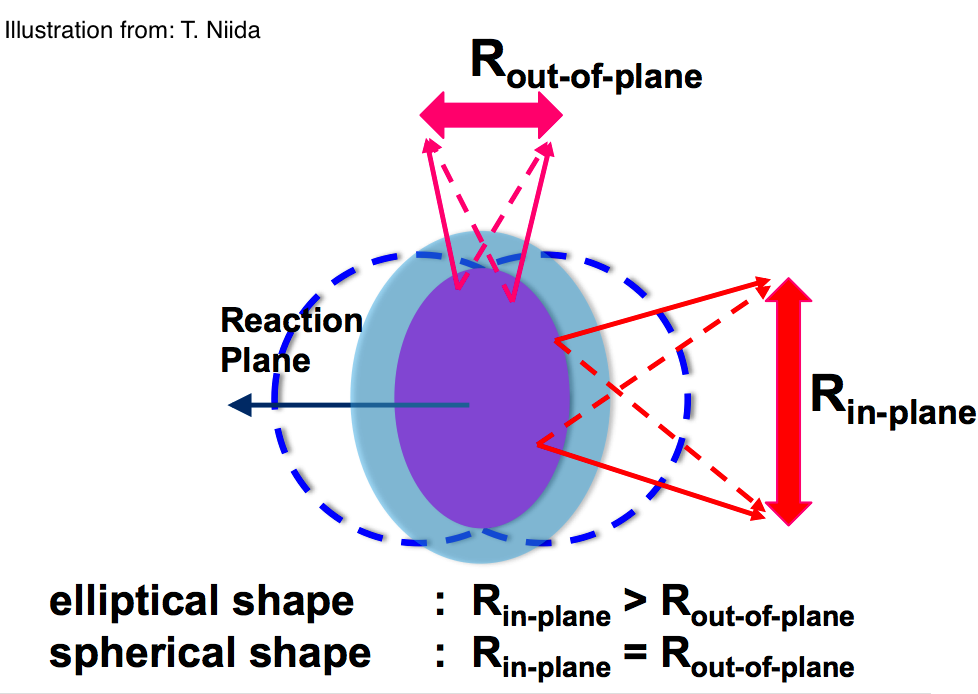 Illustration from: T. Niida
Rout-of-plane
Reaction
Plane
Rin-plane
elliptical shape : Rin-plane > Rout-of-plane
spherical shape : Rin-plane = Rout-of-plane